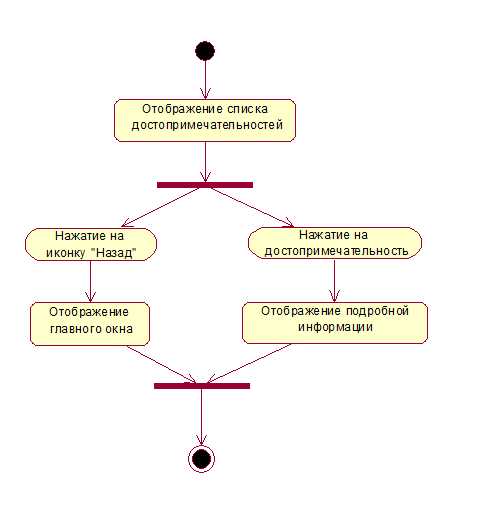 Отображение списка
достопримечательностей
Нажатие на
иконку "Назад"
Нажатие на
достопримечательность
Отображение
главного окна
Отображение подробной
информации